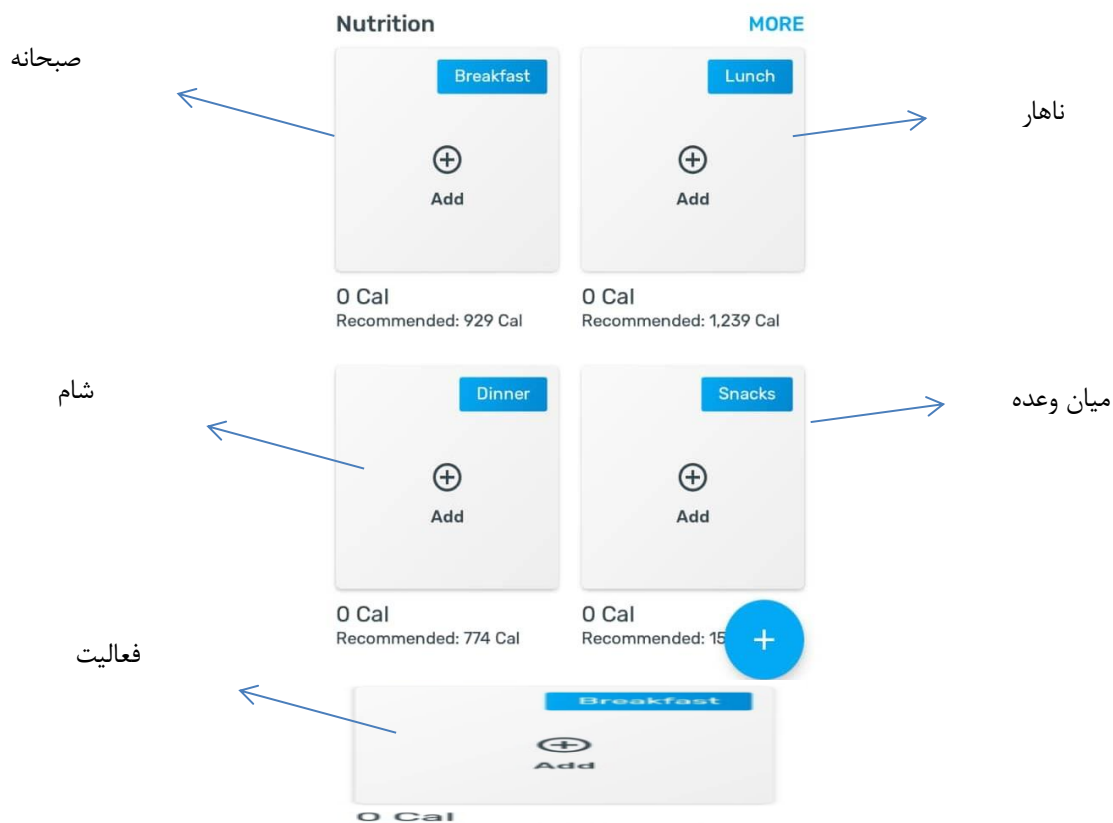 Nutrition MORE
صبحانه
Breakfast
Lunch
ناهار
Add
Add
0 Cal
0 Cal
Recommended: 929 Cal
Recommended: 1,239 Cal
شام
Dinner
Snacks
میان وعده
Add
Add
0 Cal
0 Cal
Recommended: 774 Cal
Recommended: 15
+
فعالیت
Breakfast
Add
0 Cal